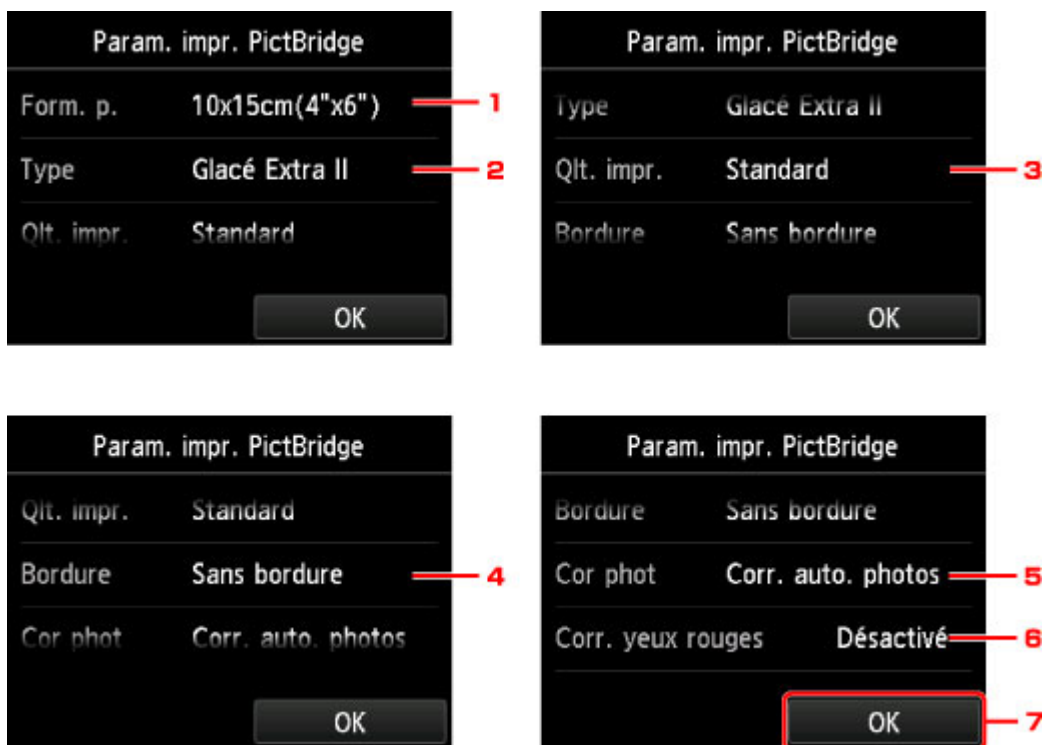 Param. impr. PictBridge
Form. p. 10x15cm(4"x6") 1
Type Glacé Extra II 2
Qlt. impr. Standard
OK
Param. impr. PictBridge
Type Glacé Extra II
Qlt. impr. Standard 3
Bordure Sans bordure
OK
Param. impr. PictBridge
Qlt. impr. Standard
Bordure Sans bordure 4
Cor phot Corr. auto. photos
OK
Param. impr. PictBridge
Bordure Sans bordure
Cor phot Corr. auto. photos 5
Corr. yeux rouges Désactivé 6
OK 7